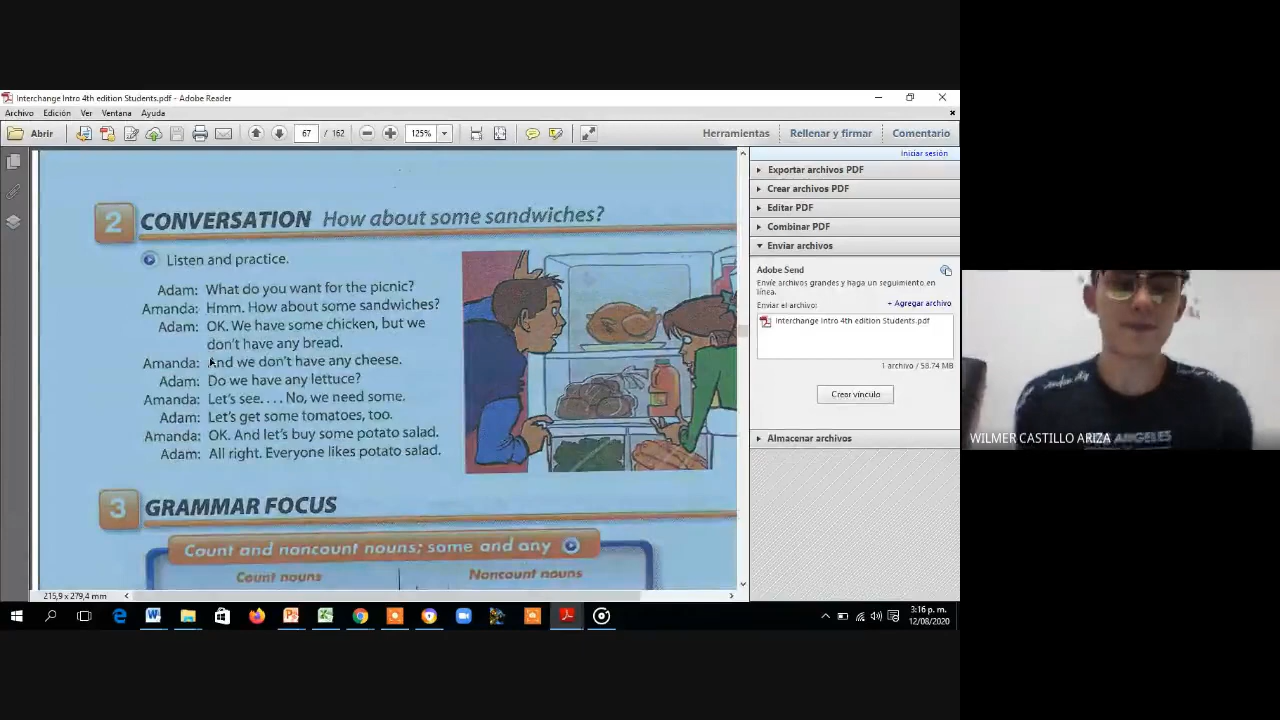 Interchange Intro 4th edition Students.pdf - Adobe Reader
Archivo Edición Ver Ventana Ayuda
Abrir 67 / 162 125% Herramientas Rellenar y firmar Comentario
Iniciar sesión
2 CONVERSATION How about some sandwiches?
Listen and practice.
Adam: What do you want for the picnic?
Amanda: Hmm. How about some sandwiches?
Adam: OK. We have some chicken, but we
don't have any bread.
Amanda: And we don't have any cheese.
Adam: Do we have any lettuce?
Amanda: Let's see. . . . No, we need some.
Adam: Let's get some tomatoes, too.
Amanda: OK. And let's buy some potato salad.
Adam: All right. Everyone likes potato salad.
3 GRAMMAR FOCUS
Count and noncount nouns; some and any
Count nouns Noncount nouns
215,9 x 279,4 mm
Exportar archivos PDF
Crear archivos PDF
Editar PDF
Combinar PDF
Enviar archivos
Adobe Send
Envíe archivos grandes y haga un seguimiento en
línea.
Enviar el archivo: + Agregar archivo
Interchange Intro 4th edition Students.pdf
1 archivo / 58.74 MB
Crear vínculo
Almacenar archivos
3:16 p. m.
12/08/2020
WILMER CASTILLO ARIZA
ANGELES